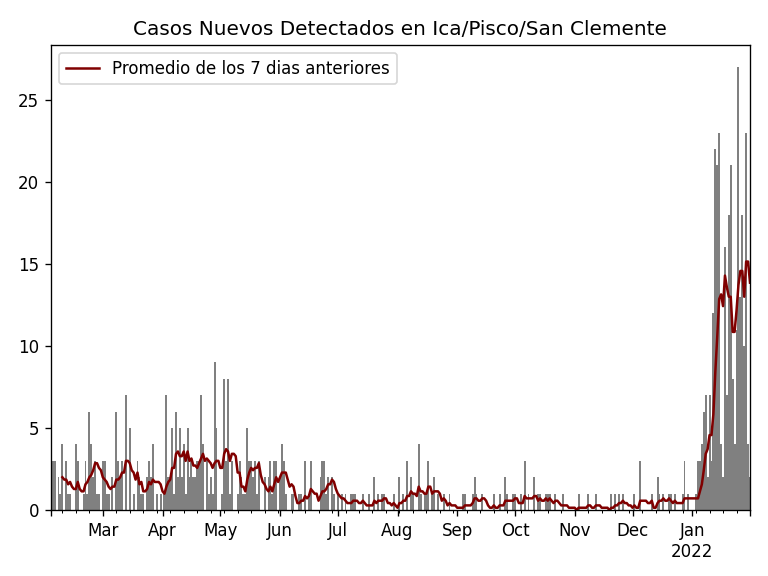 Casos Nuevos Detectados en Ica/Pisco/San Clemente
Promedio de los 7 dias anteriores
25
20
15
10
5
0
Mar Apr May Jun Jul Aug Sep Oct Nov Dec Jan
2022